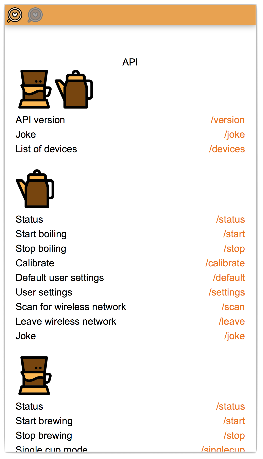 API
API version /version
Joke /joke
List of devices /devices
Status /status
Start boiling /start
Stop boiling /stop
Calibrate /calibrate
Default user settings /default
User settings /settings
Scan for wireless network /scan
Leave wireless network /leave
Joke /joke
Status /status
Start brewing /start
Stop brewing /stop
Single cup mode /singlecup